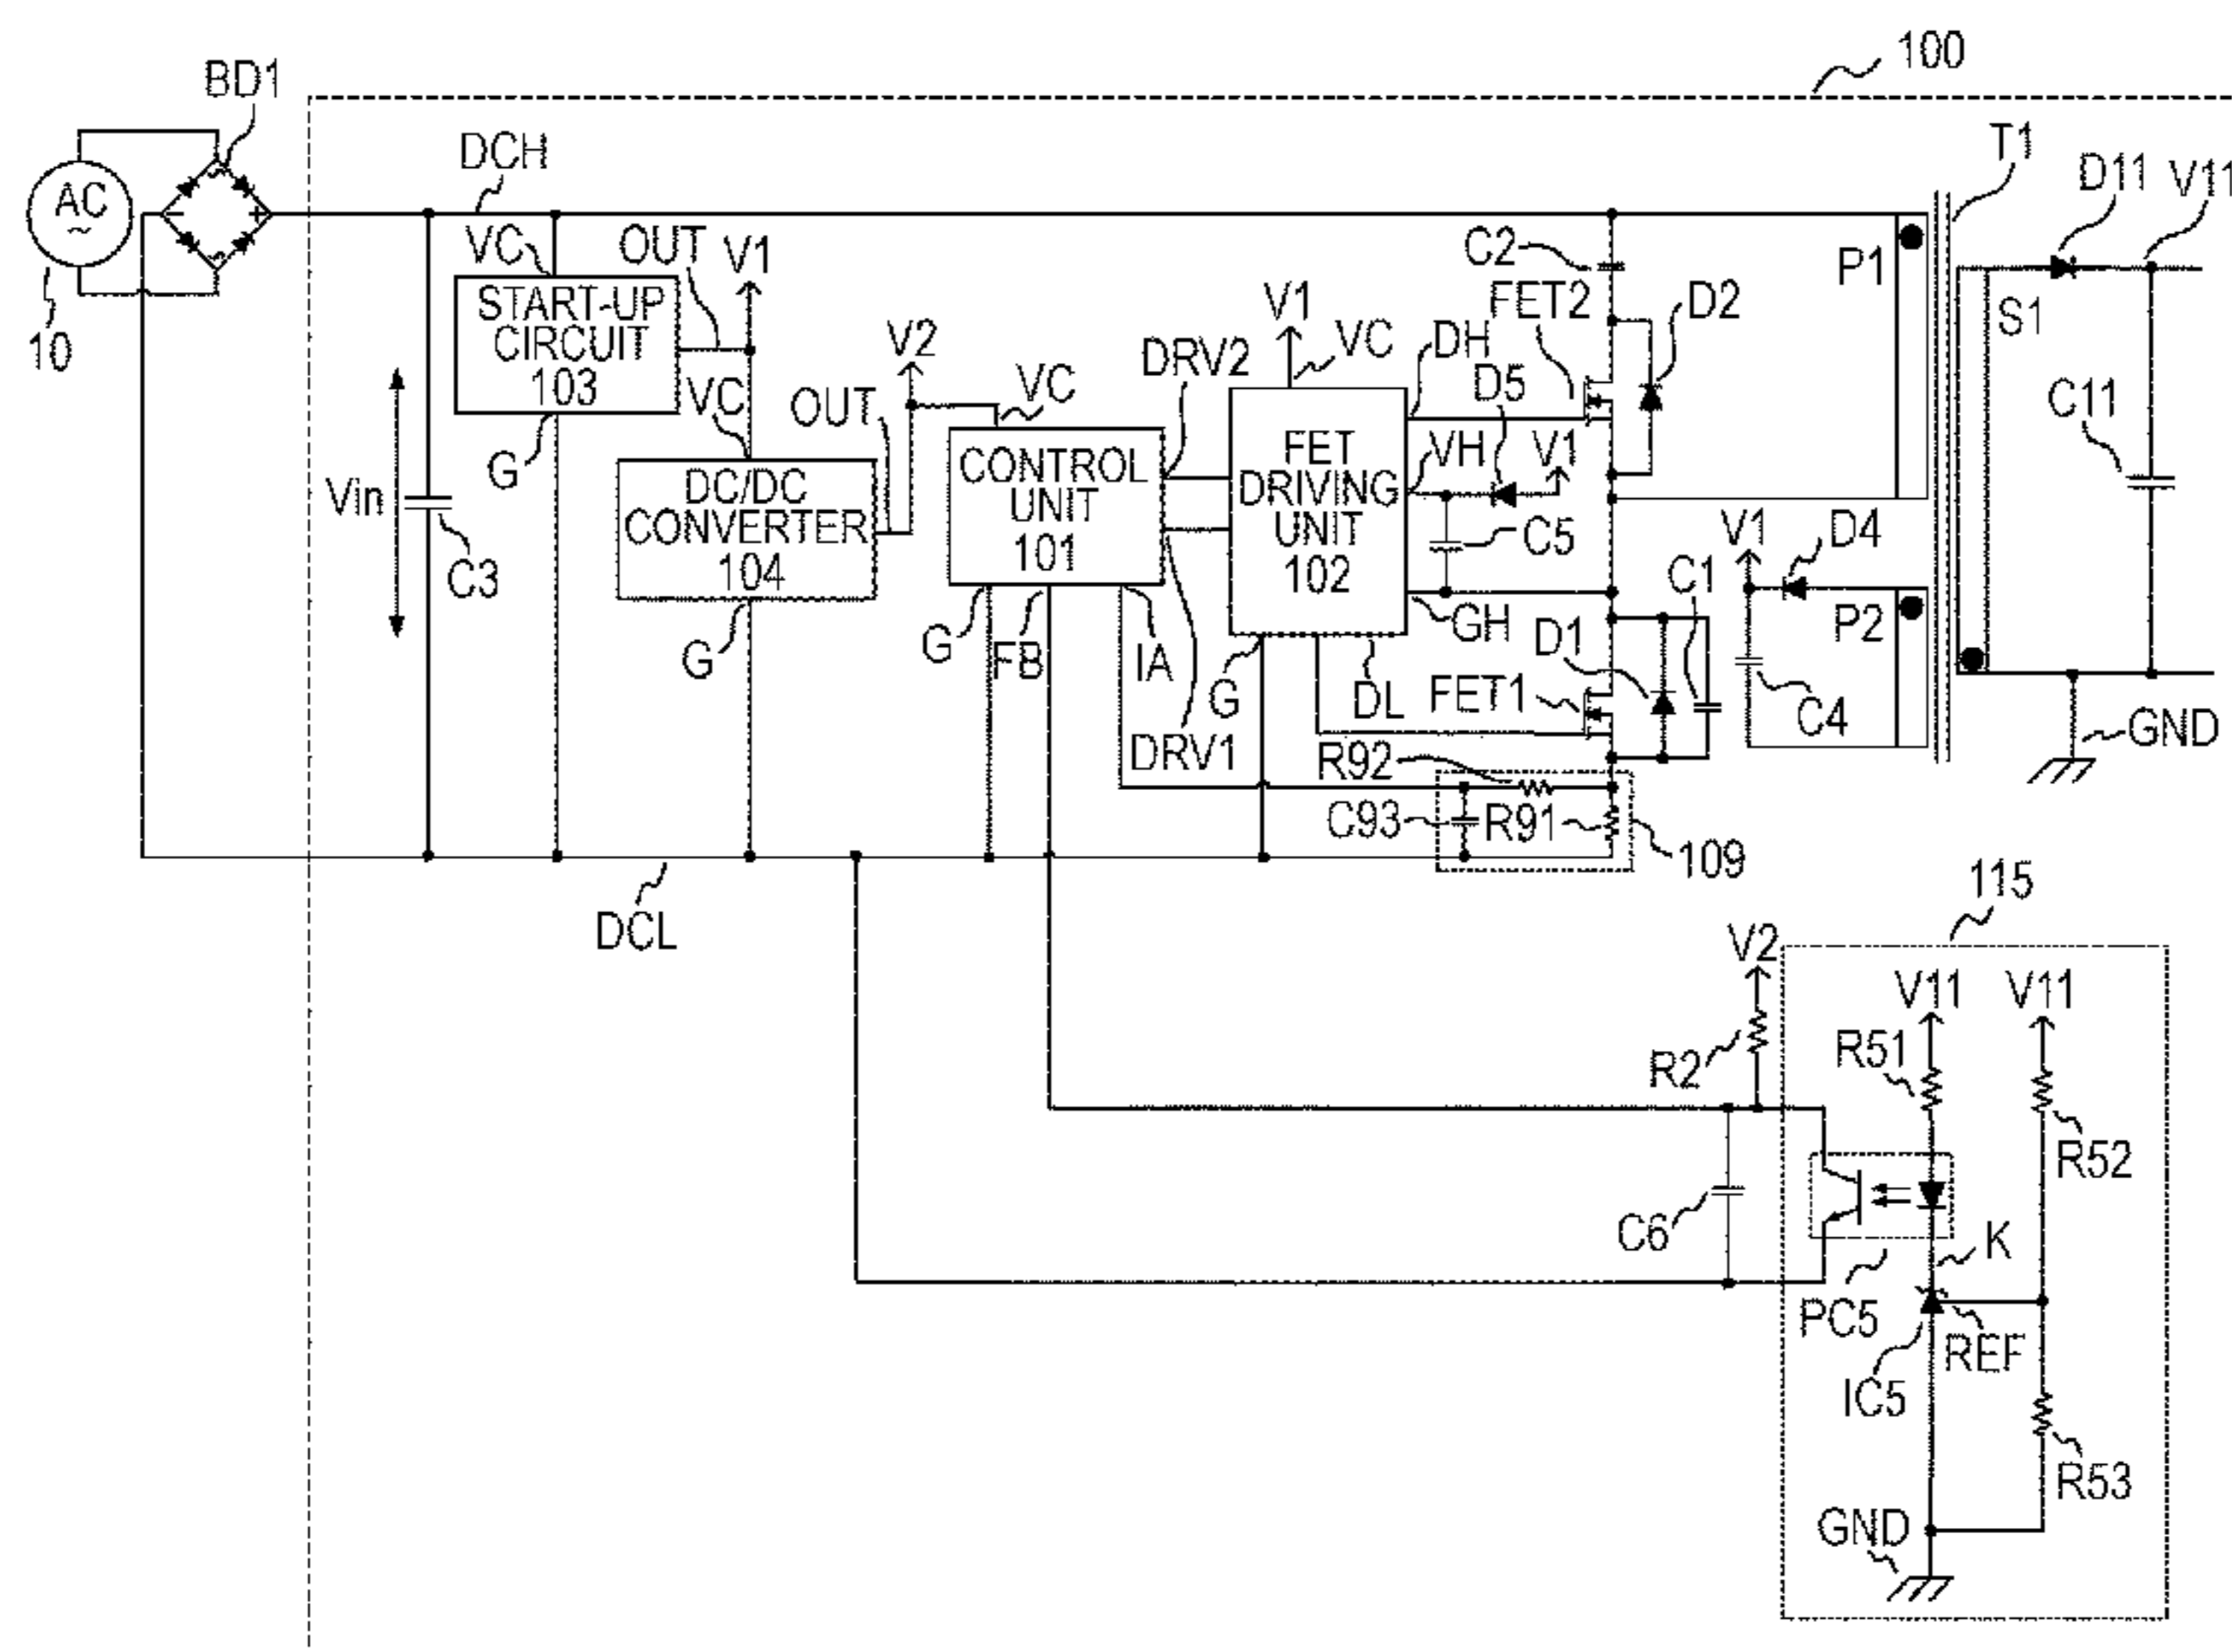 100
BD1
DCH
T1
D11
V11
AC
~
10
VC
OUT
V1
START-UP
CIRCUIT
103
G
C2
FET2
D2
P1
S1
C11
Vin
C3
VC
V2
OUT
VC
DC/DC
CONVERTER
104
G
CONTROL
UNIT
101
G
FB
IA
DRV2
DRV1
V1
VC
FET
DRIVING
UNIT
102
G
DL
DH
D5
VH
V1
C5
GH
D1
C1
FET1
V1
D4
P2
C4
GND
R92
C93
R91
109
DCL
115
V2
R2
V11
V11
R51
R52
C6
K
PC5
REF
IC5
R53
GND